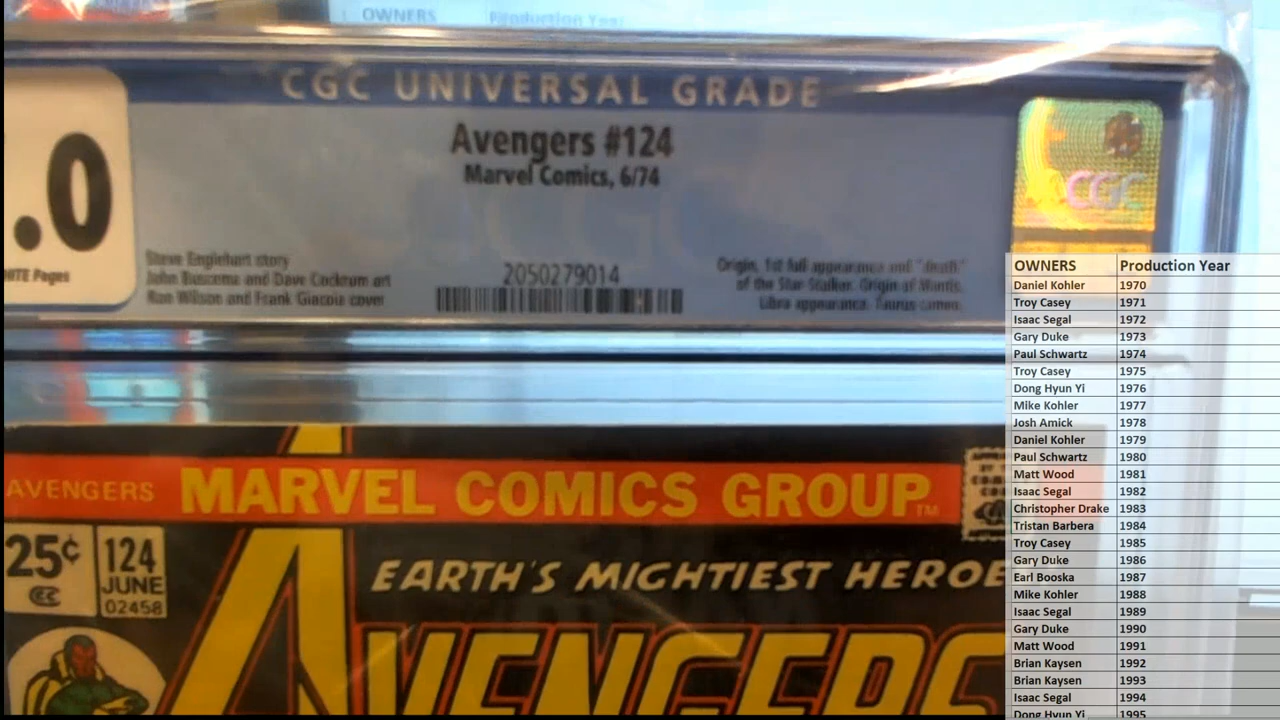 OWNERS Production Year
CGC UNIVERSAL GRADE
Avengers #124
Marvel Comics, 6/74
.0
Pages
Steve Englehart story
John Buscema and Dave Cockrum art
Ron Wilson and Frank Giacoia cover
2050279014
Origin, 1st full appearance and "death"
of the Star-Stalker. Origin of Mantis.
Libra appearance. Taurus cameo.
CGC
AVENGERS MARVEL COMICS GROUP TM
25¢
CC
124
JUNE
02458
EARTH'S MIGHTIEST HEROE
AVENGERS
OWNERS Production Year
Daniel Kohler 1970
Troy Casey 1971
Isaac Segal 1972
Gary Duke 1973
Paul Schwartz 1974
Troy Casey 1975
Dong Hyun Yi 1976
Mike Kohler 1977
Josh Amick 1978
Daniel Kohler 1979
Paul Schwartz 1980
Matt Wood 1981
Isaac Segal 1982
Christopher Drake 1983
Tristan Barbera 1984
Troy Casey 1985
Gary Duke 1986
Earl Booska 1987
Mike Kohler 1988
Isaac Segal 1989
Gary Duke 1990
Matt Wood 1991
Brian Kaysen 1992
Brian Kaysen 1993
Isaac Segal 1994
Dong Hyun Yi 1995